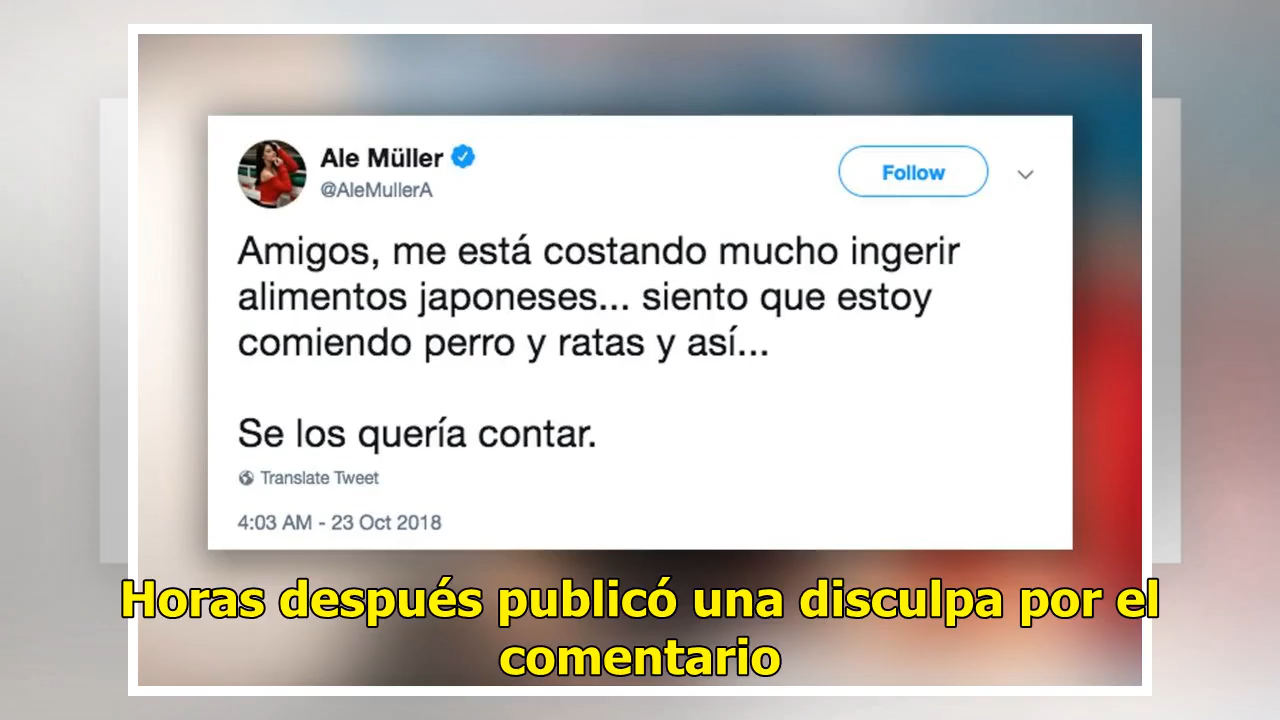 Ale Müller
@AleMullerA
Follow
Amigos, me está costando mucho ingerir
alimentos japoneses... siento que estoy
comiendo perro y ratas y así...
Se los quería contar.
Translate Tweet
4:03 AM - 23 Oct 2018
Horas después publicó una disculpa por el
comentario